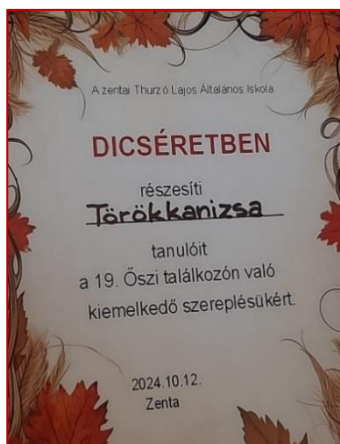 A zentai Thurzó Lajos Általános Iskola
DICSÉRETBEN
részesíti
Törökkanizsa
tanulóit
a 19. Őszi találkozón való
kiemelkedő szereplésükért.
2024.10.12.
Zenta